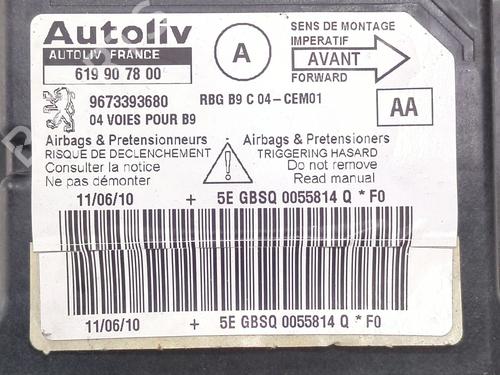 Autoliv
AUTOLIV FRANCE
619 90 78 00
A
SENS DE MONTAGE
IMPERATIF
AVANT
FORWARD
9673393680
RBG B9 C 04-CEM01
04 VOIES POUR B9
AA
Airbags & Pretensionneurs
RISQUE DE DECLENCHEMENT
Consulter la notice
Ne pas démonter
Airbags & Pretensioners
TRIGGERING HASARD
Do not remove
Read manual
11/06/10 + 5E GBSQ 0055814 Q * F0
11/06/10 + 5E GBSQ 0055814 Q * F0